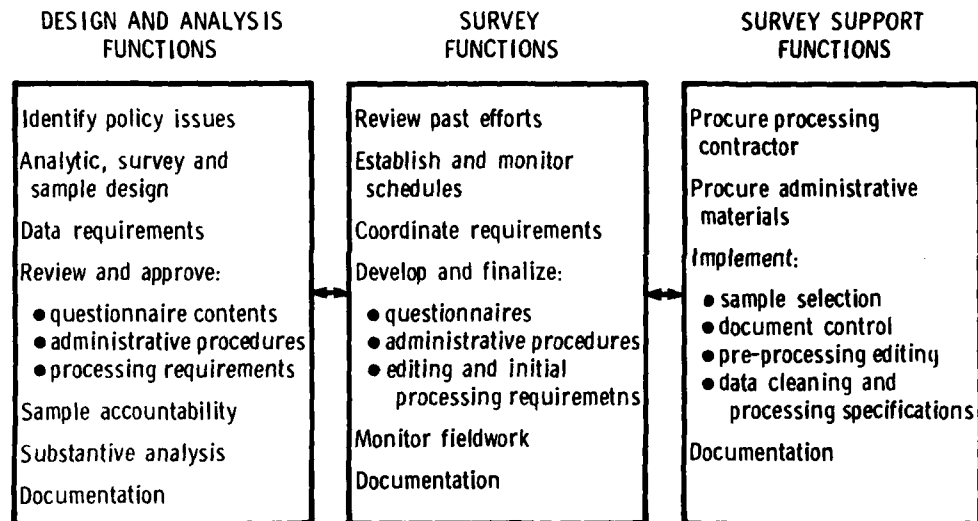 DESIGN AND ANALYSIS
FUNCTIONS
Identify policy issues
Analytic, survey and
sample design
Data requirements
Review and approve:
● questionnaire contents
● administrative procedures
● processing requirements
Sample accountability
Substantive analysis
Documentation
SURVEY
FUNCTIONS
Review past efforts
Establish and monitor
schedules
Coordinate requirements
Develop and finalize:
● questionnaires
● administrative procedures
● editing and initial
processing requiremetns
Monitor fieldwork
Documentation
SURVEY SUPPORT
FUNCTIONS
Procure processing
contractor
Procure administrative
materials
Implement:
● sample selection
● document control
● pre-processing editing
● data cleaning and
processing specifications
Documentation